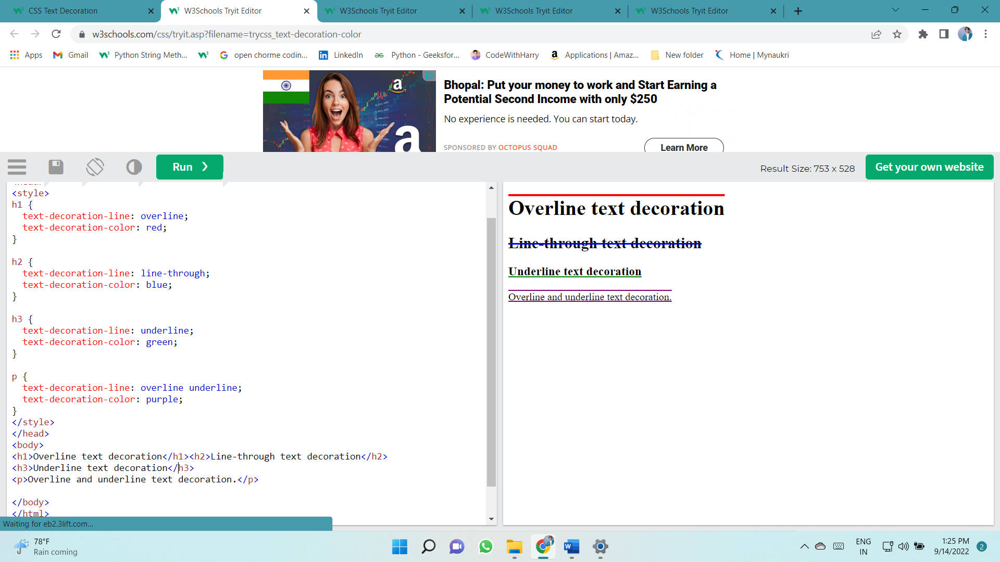 CSS Text Decoration
W3Schools Tryit Editor
W3Schools Tryit Editor
W3Schools Tryit Editor
W3Schools Tryit Editor
w3schools.com/css/tryit.asp?filename=trycss_text-decoration-color
Apps
Gmail
Python String Meth...
open chorme codin...
LinkedIn
Python - Geeksfor...
CodeWithHarry
Applications | Amaz...
New folder
Home | Mynaukri
Bhopal: Put your money to work and Start Earning a
Potential Second Income with only $250
No experience is needed. You can start today.
SPONSORED BY OCTOPUS SQUAD
Learn More
Run ❯
Result Size: 753 x 528
Get your own website
<style>
h1 {
  text-decoration-line: overline;
  text-decoration-color: red;
}
h2 {
  text-decoration-line: line-through;
  text-decoration-color: blue;
}
h3 {
  text-decoration-line: underline;
  text-decoration-color: green;
}
p {
  text-decoration-line: overline underline;
  text-decoration-color: purple;
}
</style>
</head>
<body>
<h1>Overline text decoration</h1><h2>Line-through text decoration</h2>
<h3>Underline text decoration</h3>
<p>Overline and underline text decoration.</p>
</body>
</html>
Overline text decoration
Line-through text decoration
Underline text decoration
Overline and underline text decoration.
Waiting for eb2.3lift.com...
78°F
Rain coming
ENG
IN
1:25 PM
9/14/2022
2